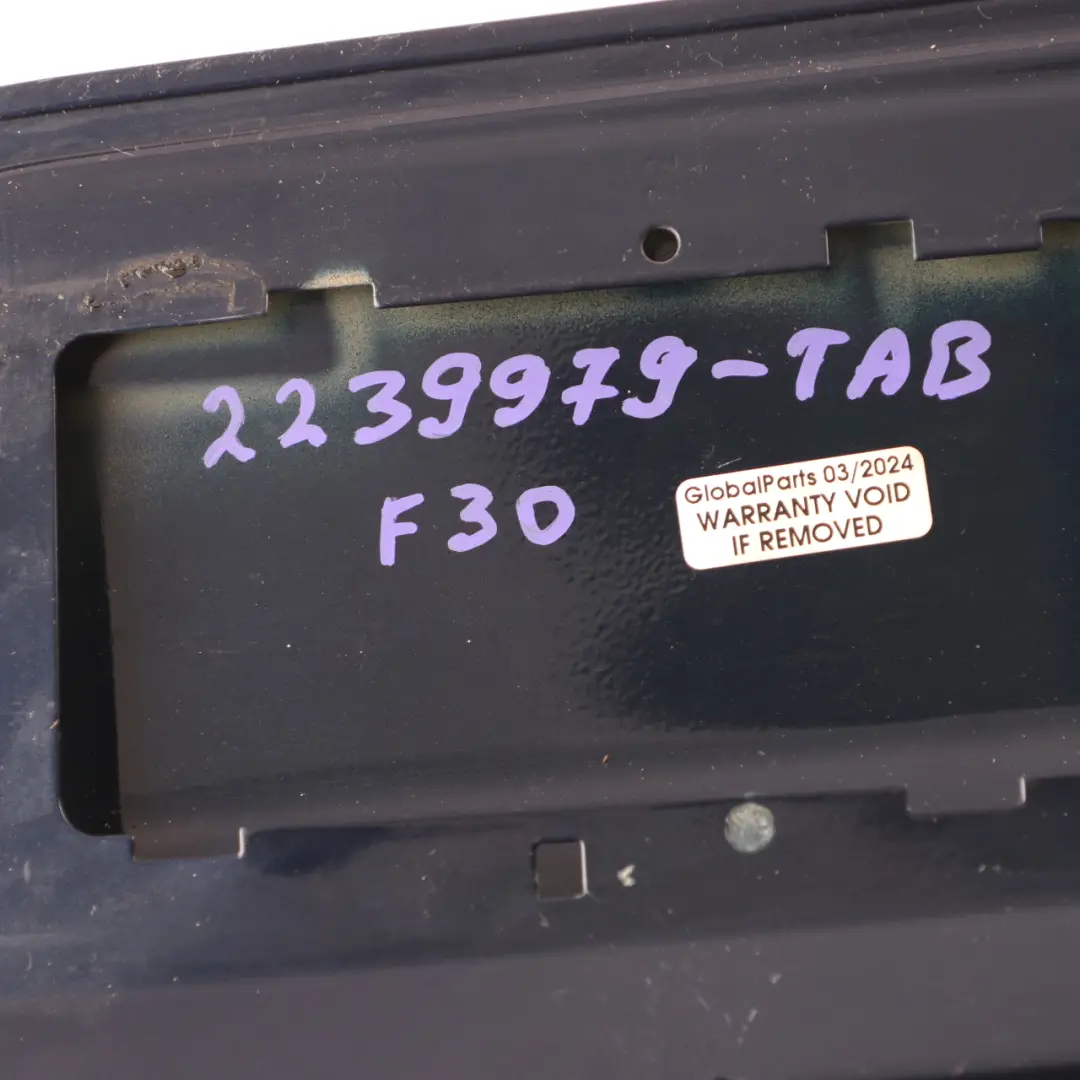 2239979-TAB
F30
GlobalParts 03/2024
WARRANTY VOID
IF REMOVED